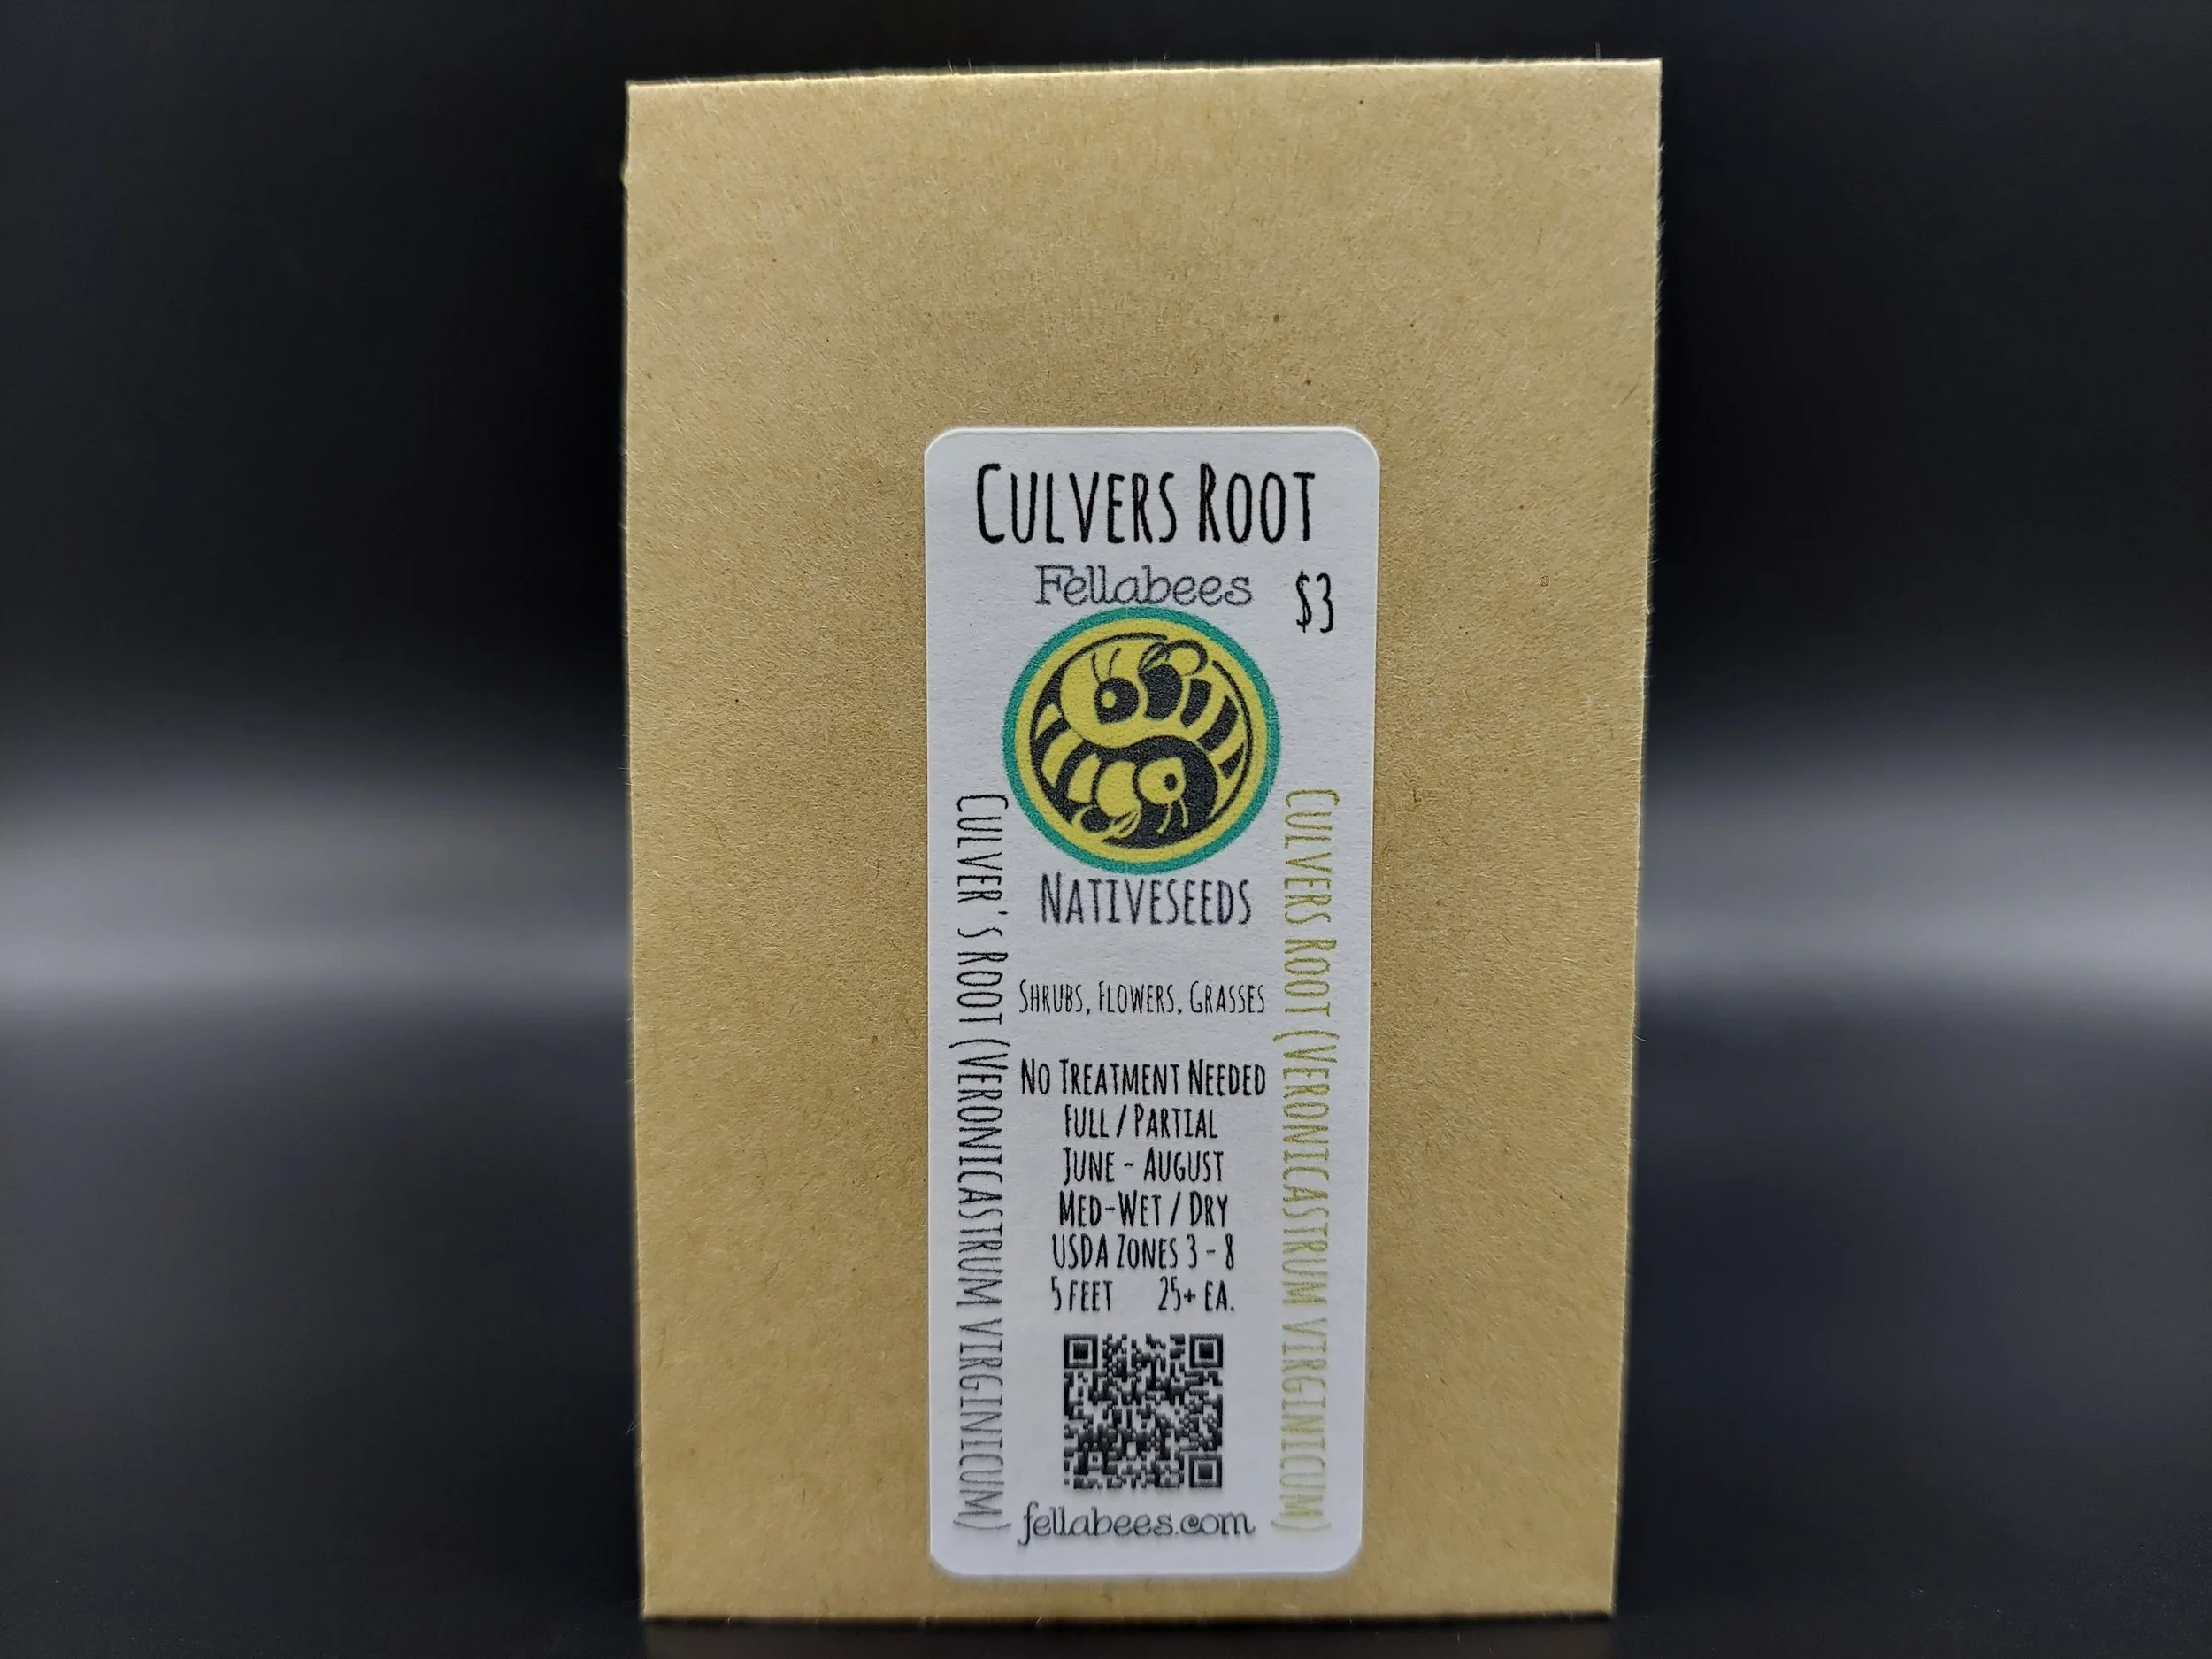 Culvers Root
Fellabees
$3
Nativeseeds
Culver's Root (Veronicastrum virginicum)
Culvers Root (Veronicastrum virginicum)
Shrubs, Flowers, Grasses
No Treatment Needed
Full / Partial
June - August
Med-Wet / Dry
USDA Zones 3 - 8
5 feet 25+ ea.
fellabees.com